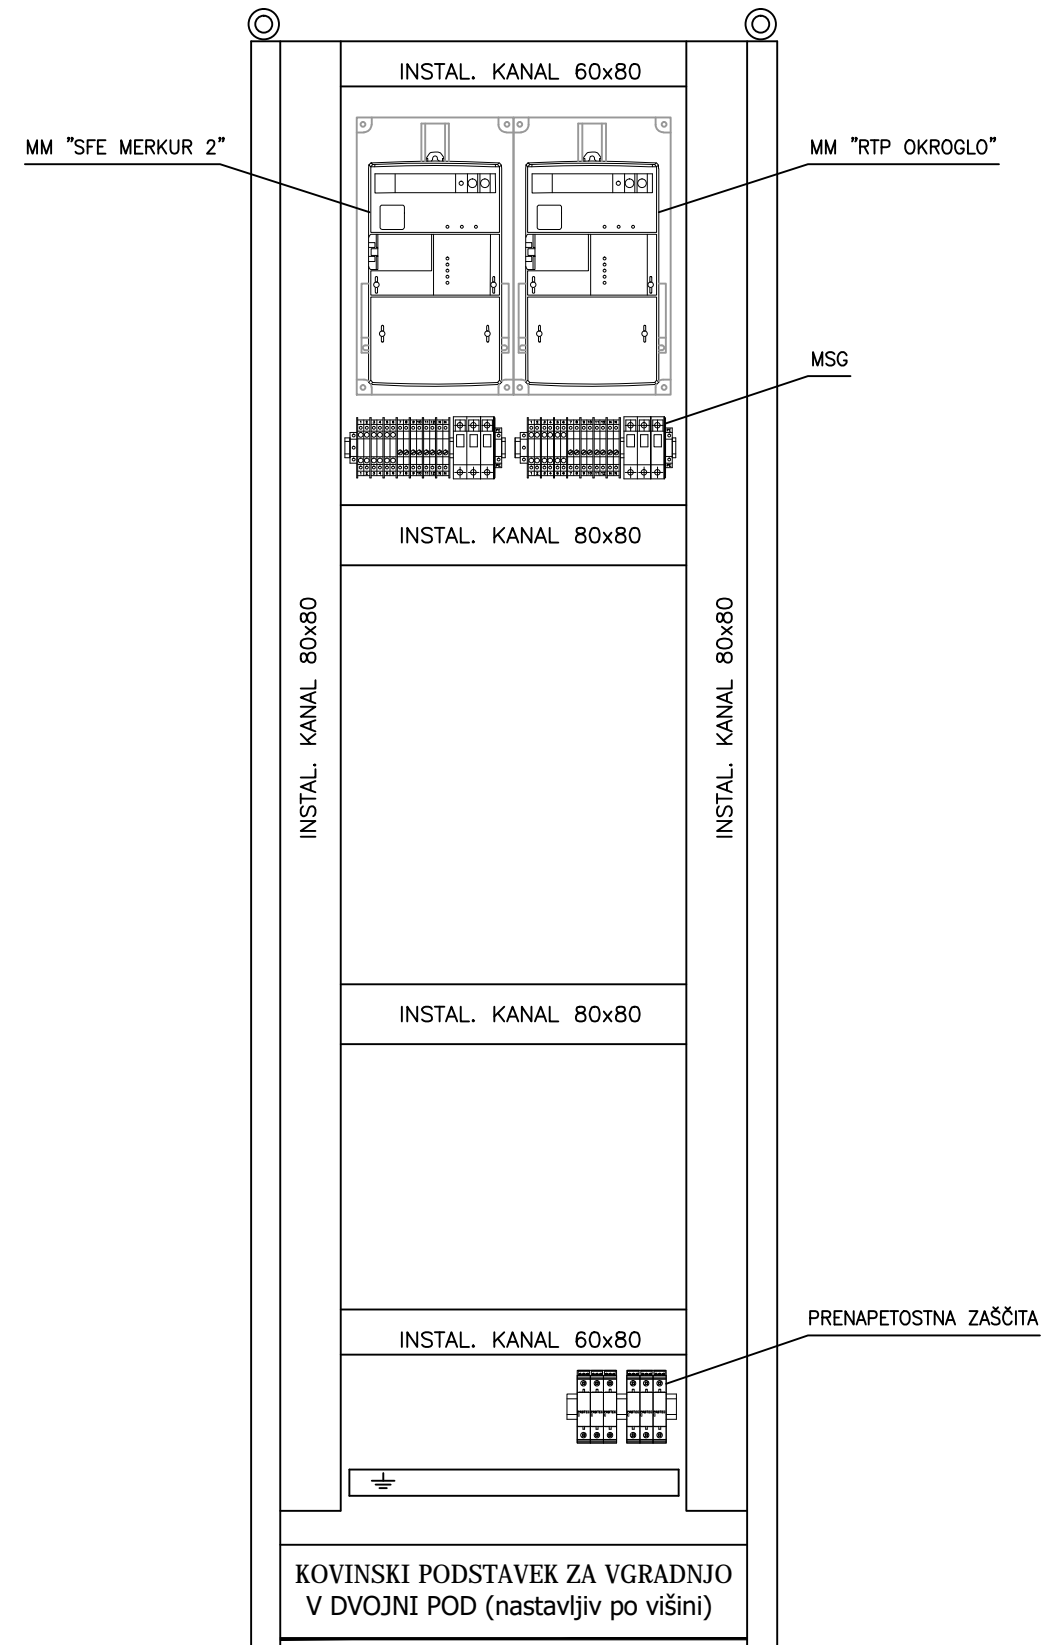 INSTAL. KANAL 60x80
MM "SFE MERKUR 2"
MM "RTP OKROGLO"
MSG
INSTAL. KANAL 80x80
INSTAL. KANAL 80x80
INSTAL. KANAL 80x80
INSTAL. KANAL 80x80
PRENAPETOSTNA ZAŠČITA
INSTAL. KANAL 60x80
KOVINSKI PODSTAVEK ZA VGRADNJO
V DVOJNI POD (nastavljiv po višini)